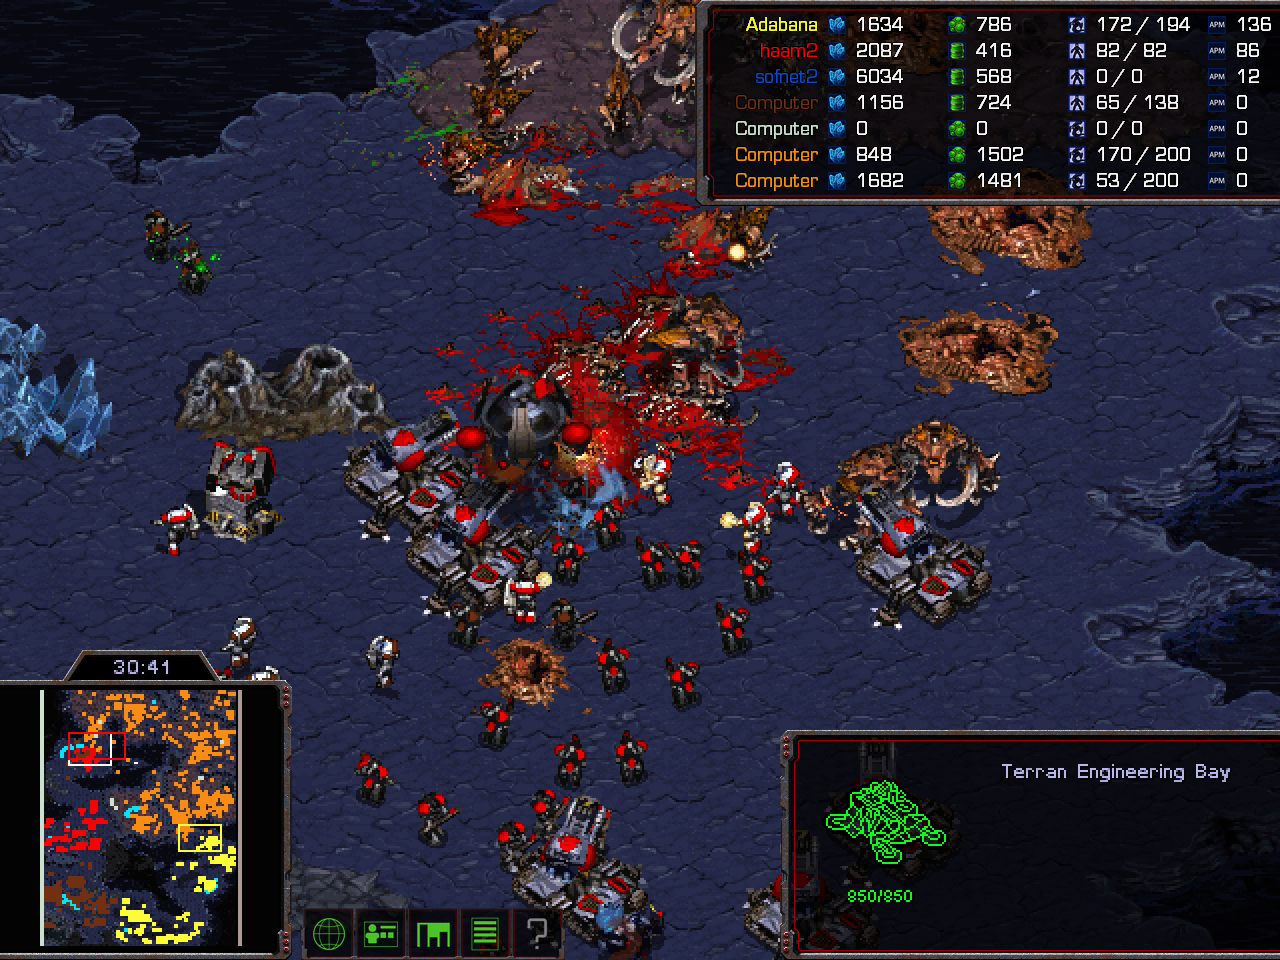 Adabana 1634 786 172 / 194 APM 136
haam2 2087 416 82 / 82 APM 86
sofnet2 6034 568 0 / 0 APM 12
Computer 1156 724 65 / 138 APM 0
Computer 0 0 0 / 0 APM 0
Computer 848 1502 170 / 200 APM 0
Computer 1682 1481 53 / 200 APM 0
30:41
Terran Engineering Bay
850/850
?